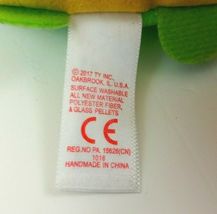 © 2017 TY INC.,
OAKBROOK, IL, U.S.A.
SURFACE WASHABLE
ALL NEW MATERIAL
POLYESTER FIBER,
& GLASS PELLETS
CE
REG.NO PA. 15626(CN)
1018
HANDMADE IN CHINA